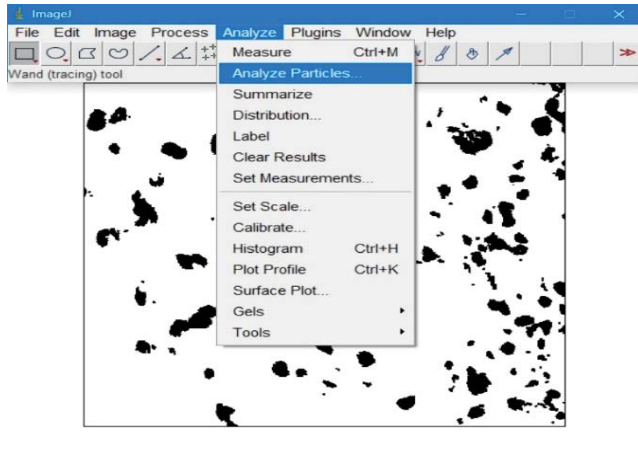 ImageJ
File Edit Image Process Analyze Plugins Window Help
Wand (tracing) tool
Measure Ctrl+M
Analyze Particles...
Summarize
Distribution...
Label
Clear Results
Set Measurements...
Set Scale...
Calibrate...
Histogram Ctrl+H
Plot Profile Ctrl+K
Surface Plot...
Gels
Tools